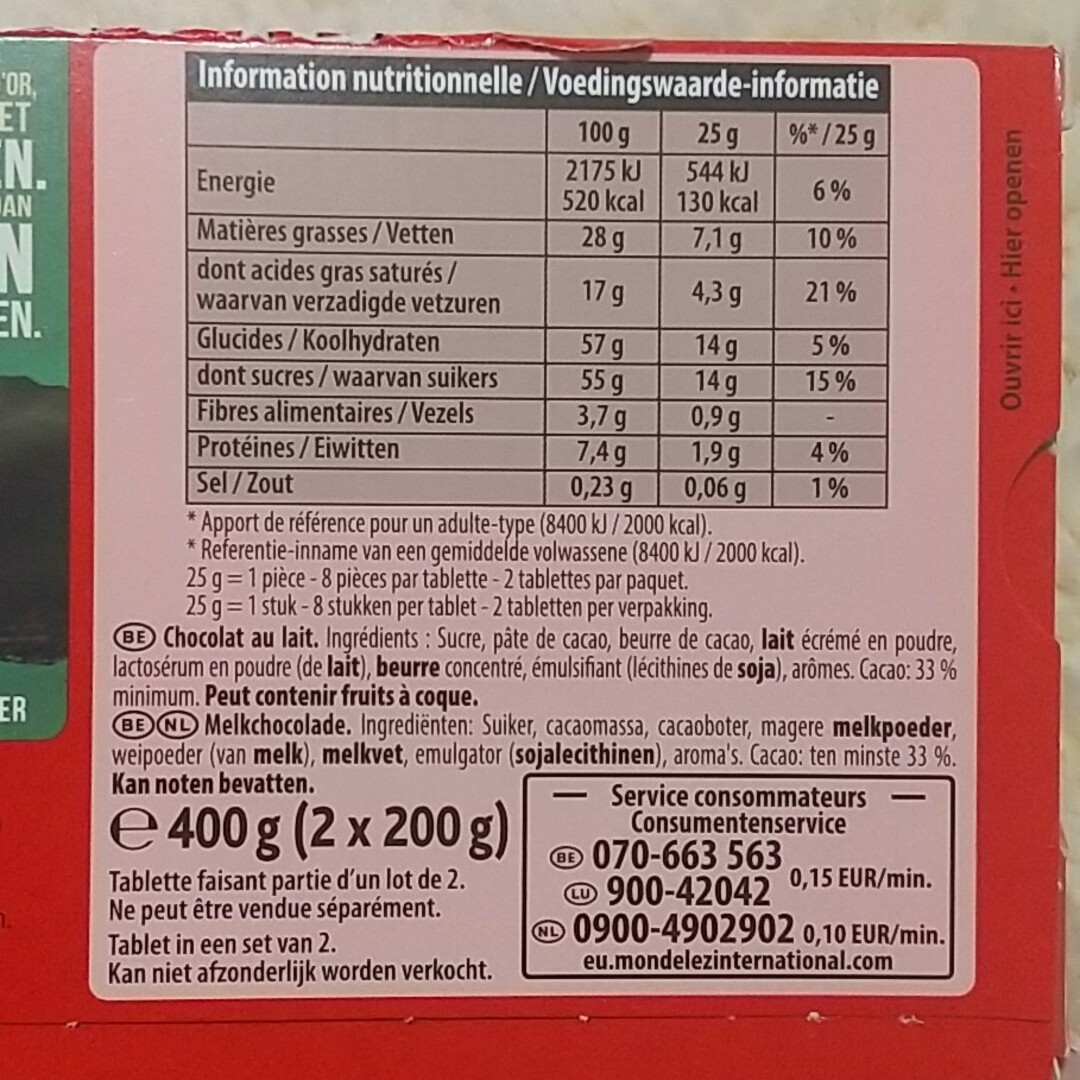 'OR,
ET
EN.
DAN
N
EN.
ER
Information nutritionnelle / Voedingswaarde-informatie
100 g 25 g %* / 25 g
Energie 2175 kJ 520 kcal 544 kJ 130 kcal 6 %
Matières grasses / Vetten 28 g 7,1 g 10 %
dont acides gras saturés /
waarvan verzadigde vetzuren 17 g 4,3 g 21 %
Glucides / Koolhydraten 57 g 14 g 5 %
dont sucres / waarvan suikers 55 g 14 g 15 %
Fibres alimentaires / Vezels 3,7 g 0,9 g -
Protéines / Eiwitten 7,4 g 1,9 g 4 %
Sel / Zout 0,23 g 0,06 g 1 %
* Apport de référence pour un adulte-type (8400 kJ / 2000 kcal).
* Referentie-inname van een gemiddelde volwassene (8400 kJ / 2000 kcal).
25 g = 1 pièce - 8 pièces par tablette - 2 tablettes par paquet.
25 g = 1 stuk - 8 stukken per tablet - 2 tabletten per verpakking.
BE Chocolat au lait. Ingrédients : Sucre, pâte de cacao, beurre de cacao, lait écrémé en poudre,
lactosérum en poudre (de lait), beurre concentré, émulsifiant (lécithines de soja), arômes. Cacao: 33 %
minimum. Peut contenir fruits à coque.
BE NL Melkchocolade. Ingrediënten: Suiker, cacaomassa, cacaoboter, magere melkpoeder,
weipoeder (van melk), melkvet, emulgator (sojalecithinen), aroma's. Cacao: ten minste 33 %.
Kan noten bevatten.
e 400 g (2 x 200 g)
Tablette faisant partie d'un lot de 2.
Ne peut être vendue séparément.
Tablet in een set van 2.
Kan niet afzonderlijk worden verkocht.
Service consommateurs
Consumentenservice
BE 070-663 563
LU 900-42042 0,15 EUR/min.
NL 0900-4902902 0,10 EUR/min.
eu.mondelezinternational.com
Ouvrir ici • Hier openen